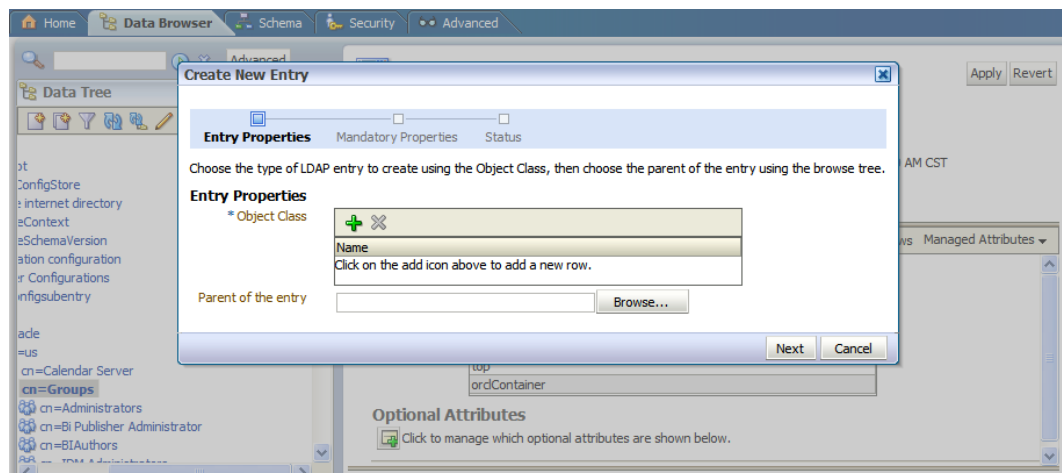 Home Data Browser Schema Security Advanced
Advanced
Create New Entry
Apply Revert
Data Tree
Entry Properties Mandatory Properties Status
AM CST
Choose the type of LDAP entry to create using the Object Class, then choose the parent of the entry using the browse tree.
ConfigStore
internet directory
Entry Properties
* Object Class
eContext
eSchemaVersion
Name
Managed Attributes
ation configuration
Click on the add icon above to add a new row.
r Configurations
onfigsubentry
Parent of the entry
Browse...
ade
=us
Next Cancel
cn=Calendar Server
top
cn=Groups
orclContainer
cn=Administrators
Optional Attributes
cn=Bi Publisher Administrator
Click to manage which optional attributes are shown below.
cn=BIAuthors
cn=IDM Administrators